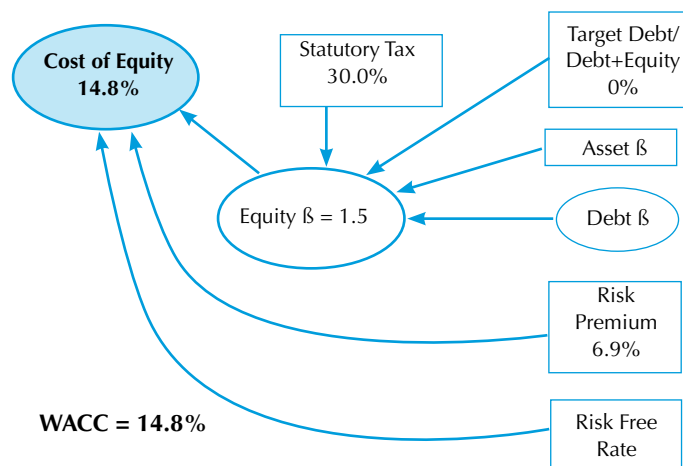 Cost of Equity
14.8%
Statutory Tax
30.0%
Target Debt/
Debt+Equity
0%
Asset ß
Equity ß = 1.5
Debt ß
Risk
Premium
6.9%
WACC = 14.8%
Risk Free
Rate